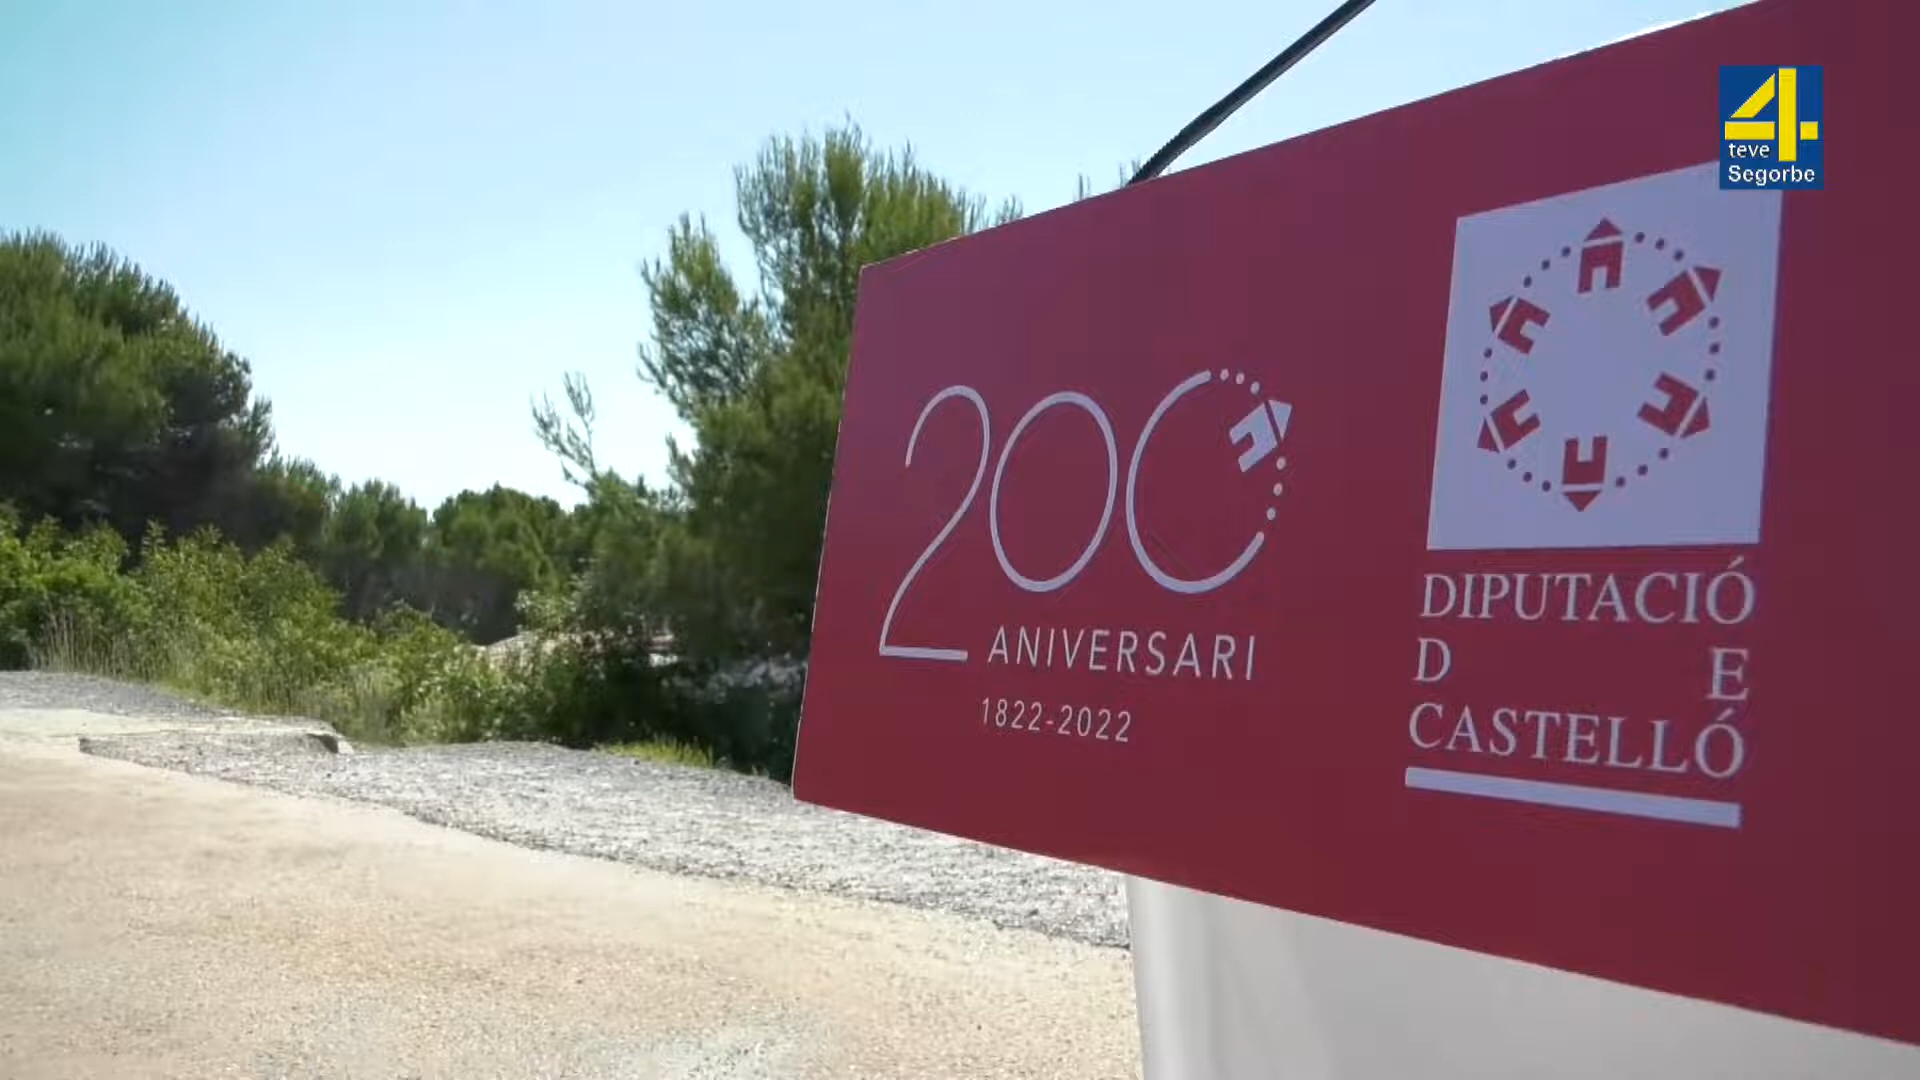 4
teve
Segorbe
200
ANIVERSARI
1822-2022
DIPUTACIÓ
D E
CASTELLÓ